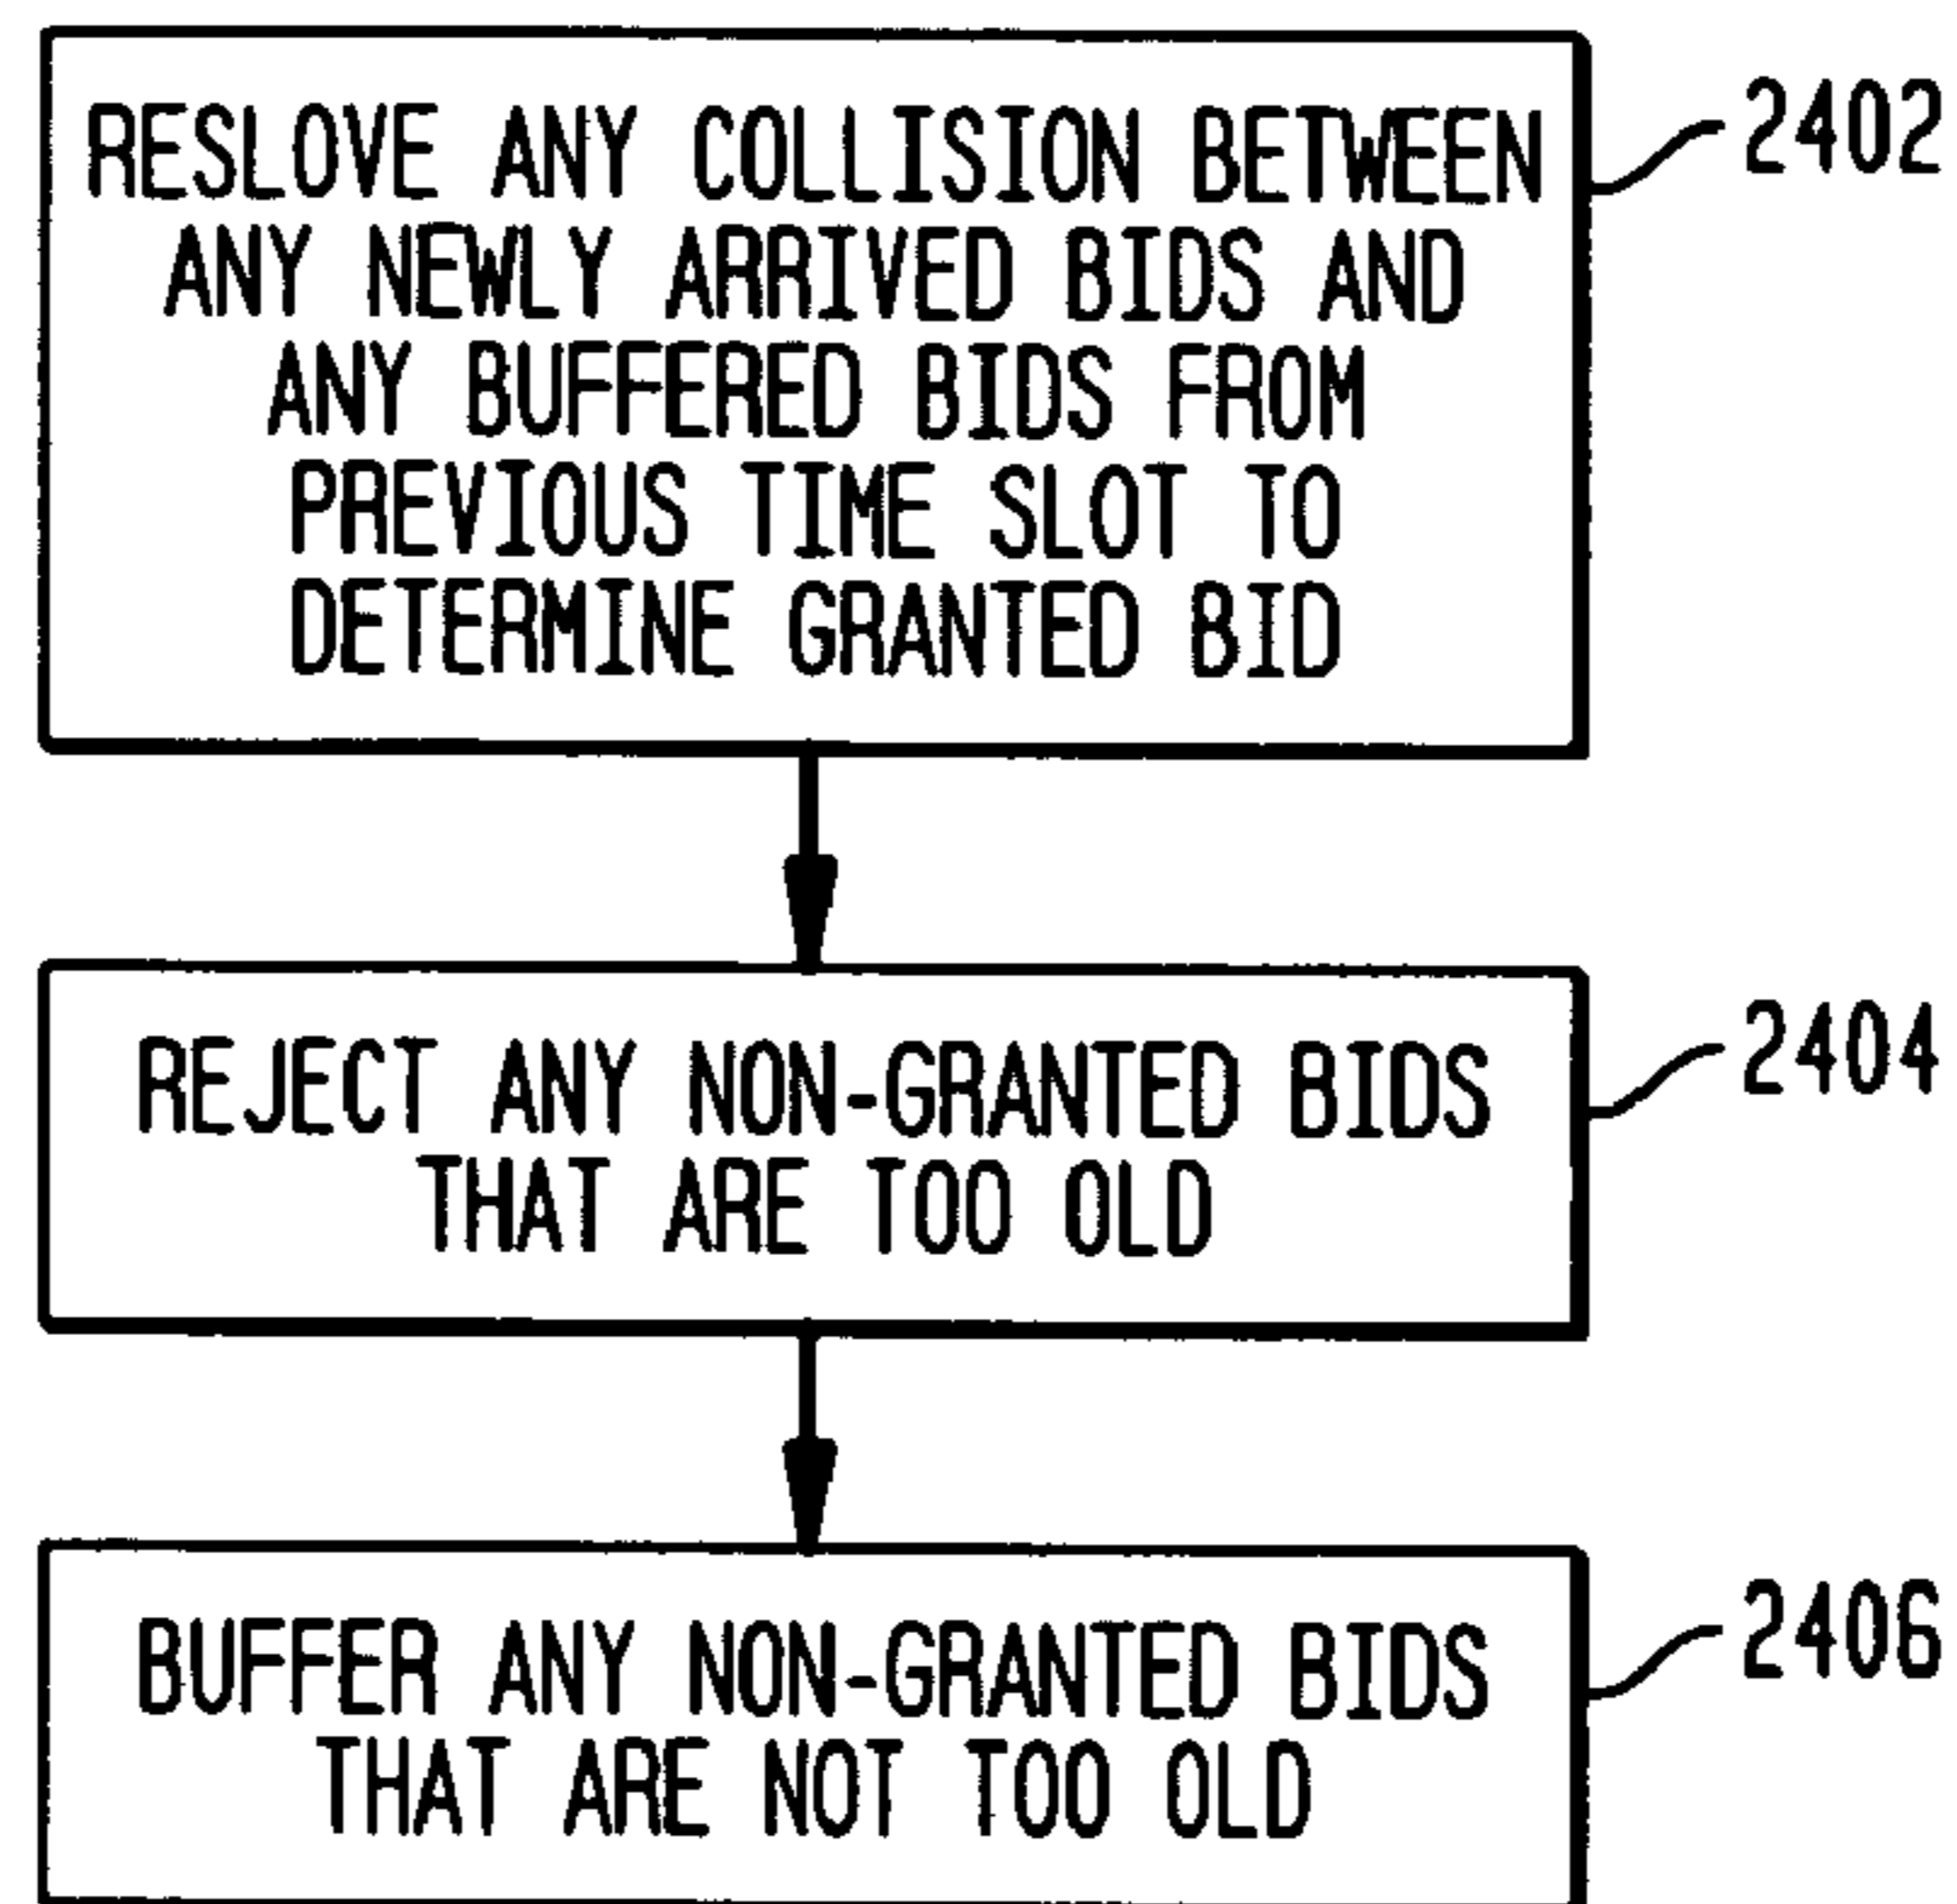 RESLOVE ANY COLLISION BETWEEN
ANY NEWLY ARRIVED BIDS AND
ANY BUFFERED BIDS FROM
PREVIOUS TIME SLOT TO
DETERMINE GRANTED BID
2402
REJECT ANY NON-GRANTED BIDS
THAT ARE TOO OLD
2404
BUFFER ANY NON-GRANTED BIDS
THAT ARE NOT TOO OLD
2406